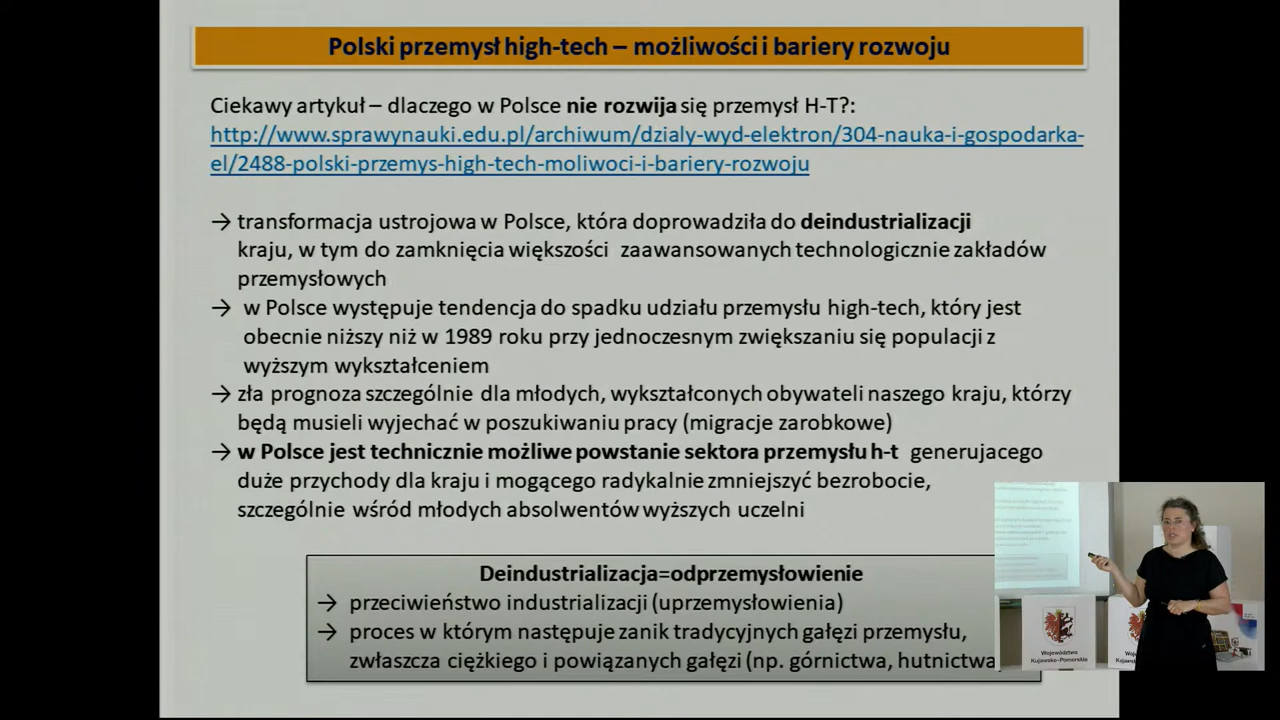 Polski przemysł high-tech – możliwości i bariery rozwoju
Ciekawy artykuł – dlaczego w Polsce nie rozwija się przemysł H-T?:
http://www.sprawynauki.edu.pl/archiwum/dzialy-wyd-elektron/304-nauka-i-gospodarka-
el/2488-polski-przemys-high-tech-moliwoci-i-bariery-rozwoju
→ transformacja ustrojowa w Polsce, która doprowadziła do deindustrializacji
kraju, w tym do zamknięcia większości zaawansowanych technologicznie zakładów
przemysłowych
→ w Polsce występuje tendencja do spadku udziału przemysłu high-tech, który jest
obecnie niższy niż w 1989 roku przy jednoczesnym zwiększaniu się populacji z
wyższym wykształceniem
→ zła prognoza szczególnie dla młodych, wykształconych obywateli naszego kraju, którzy
będą musieli wyjechać w poszukiwaniu pracy (migracje zarobkowe)
→ w Polsce jest technicznie możliwe powstanie sektora przemysłu h-t generujacego
duże przychody dla kraju i mogącego radykalnie zmniejszyć bezrobocie,
szczególnie wśród młodych absolwentów wyższych uczelni
Deindustrializacja=odprzemysłowienie
→ przeciwieństwo industrializacji (uprzemysłowienia)
→ proces w którym następuje zanik tradycyjnych gałęzi przemysłu,
zwłaszcza ciężkiego i powiązanych gałęzi (np. górnictwa, hutnictwa
Województwo
Kujawsko-Pomorskie